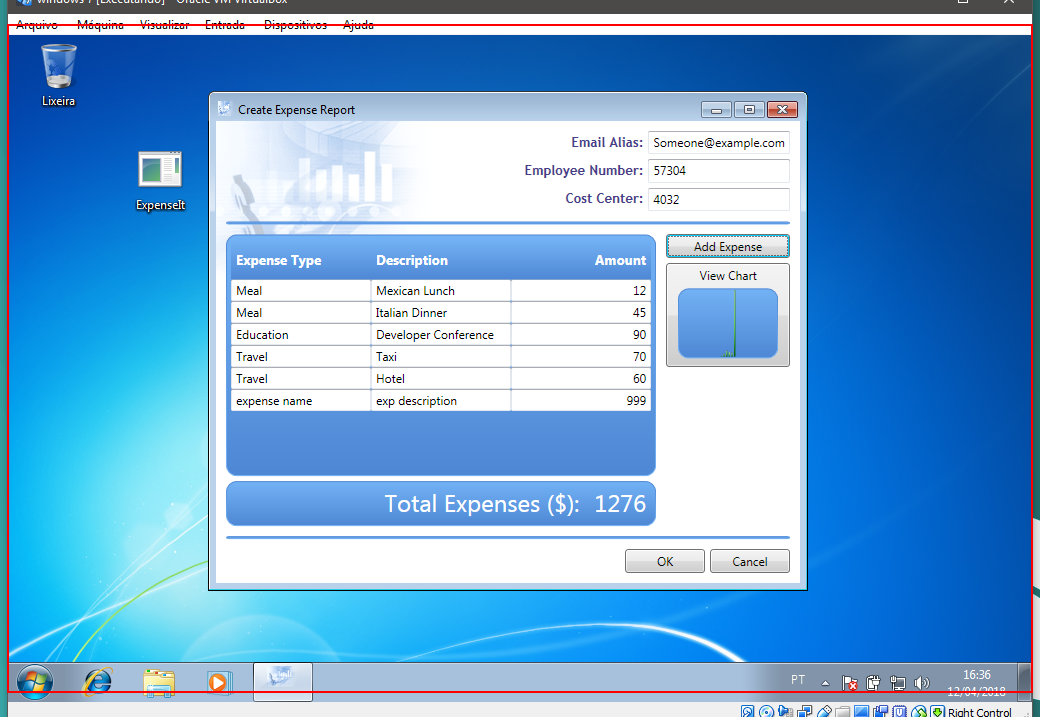 windows 7 [Executando] - Oracle VM VirtualBox
Arquivo Máquina Visualizar Entrada Dispositivos Ajuda
Lixeira
ExpenseIt
Create Expense Report
Email Alias: Someone@example.com
Employee Number: 57304
Cost Center: 4032
Expense Type Description Amount
Meal Mexican Lunch 12
Meal Italian Dinner 45
Education Developer Conference 90
Travel Taxi 70
Travel Hotel 60
expense name exp description 999
Add Expense
View Chart
Total Expenses ($): 1276
OK Cancel
PT 16:36
12/04/2018
Right Control